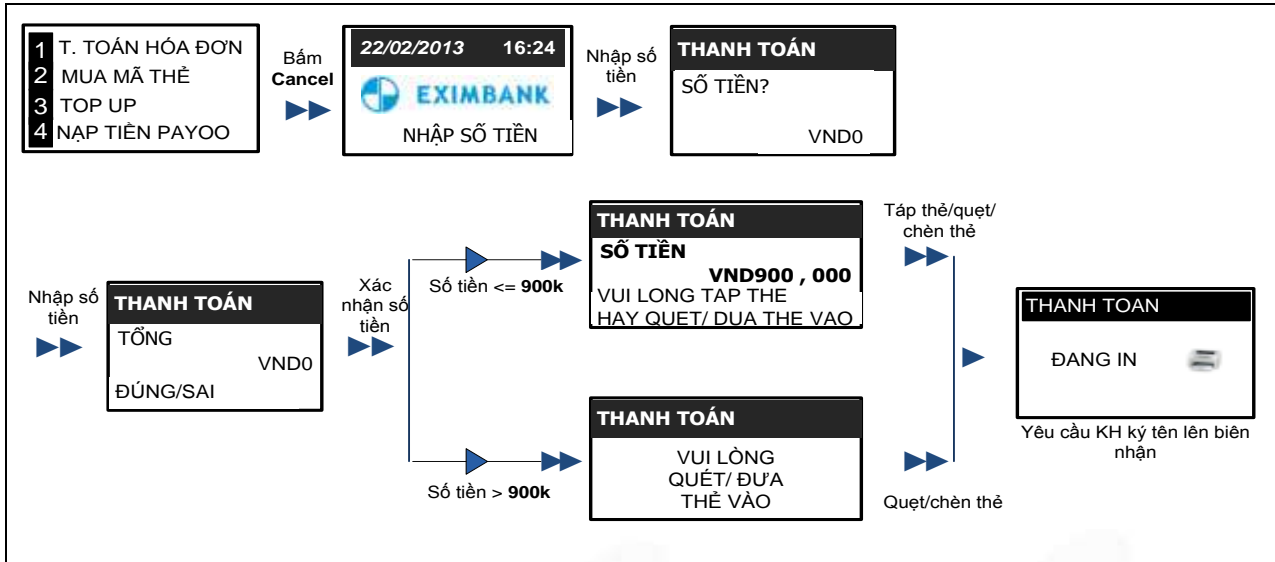 1 T. TOÁN HÓA ĐƠN
2 MUA MÃ THẺ
3 TOP UP
4 NẠP TIỀN PAYOO
Bấm
Cancel
22/02/2013 16:24
EXIMBANK
NHẬP SỐ TIỀN
Nhập số
tiền
THANH TOÁN
SỐ TIỀN?
VND0
Nhập số
tiền
THANH TOÁN
TỔNG
VND0
ĐÚNG/SAI
Xác
nhận số
tiền
Số tiền <= 900k
THANH TOÁN
SỐ TIỀN
VND900 , 000
VUI LONG TAP THE
HAY QUET/ DUA THE VAO
Táp thẻ/quẹt/
chèn thẻ
Số tiền > 900k
THANH TOÁN
VUI LÒNG
QUÉT/ ĐƯA
THẺ VÀO
Quẹt/chèn thẻ
THANH TOAN
ĐANG IN
Yêu cầu KH ký tên lên biên
nhận